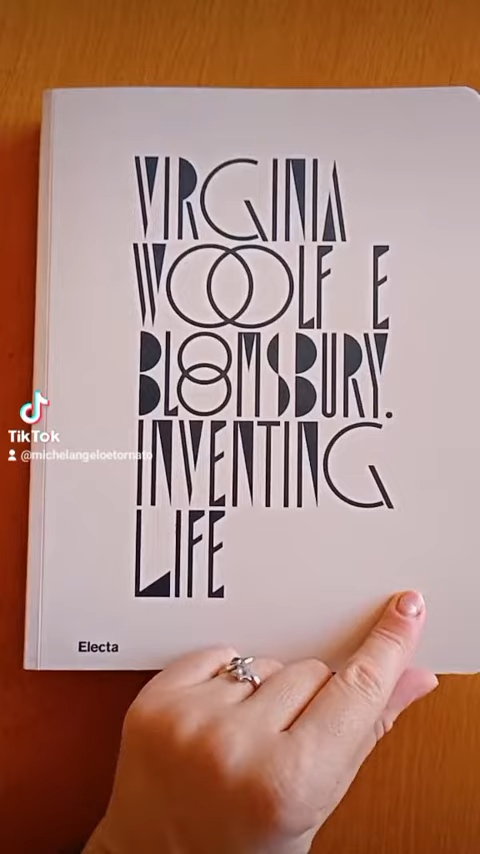 VIRGINIA
WOOLF E
BLOOMSBURY.
INVENTING
LIFE
TikTok
@michelangeloetornato
Electa